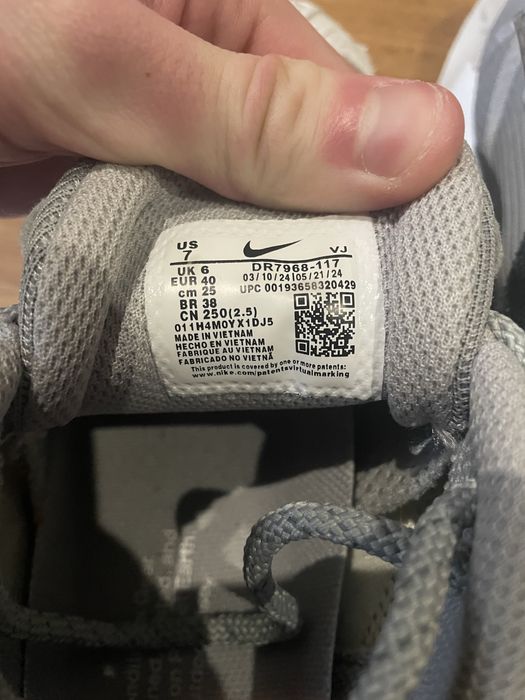 US
7
VJ
UK 6
EUR 40
cm 25
BR 38
CN 250(2.5)
DR7968-117
03/10/24|05/21/24
UPC 00193658320429
011H4M0YX1DJ5
MADE IN VIETNAM
HECHO EN VIETNAM
FABRIQUE AU VIETNAM
FABRICADO NO VIETNÃ
This product is covered by one or more patents:
www.nike.com/patentsvirtualmarking